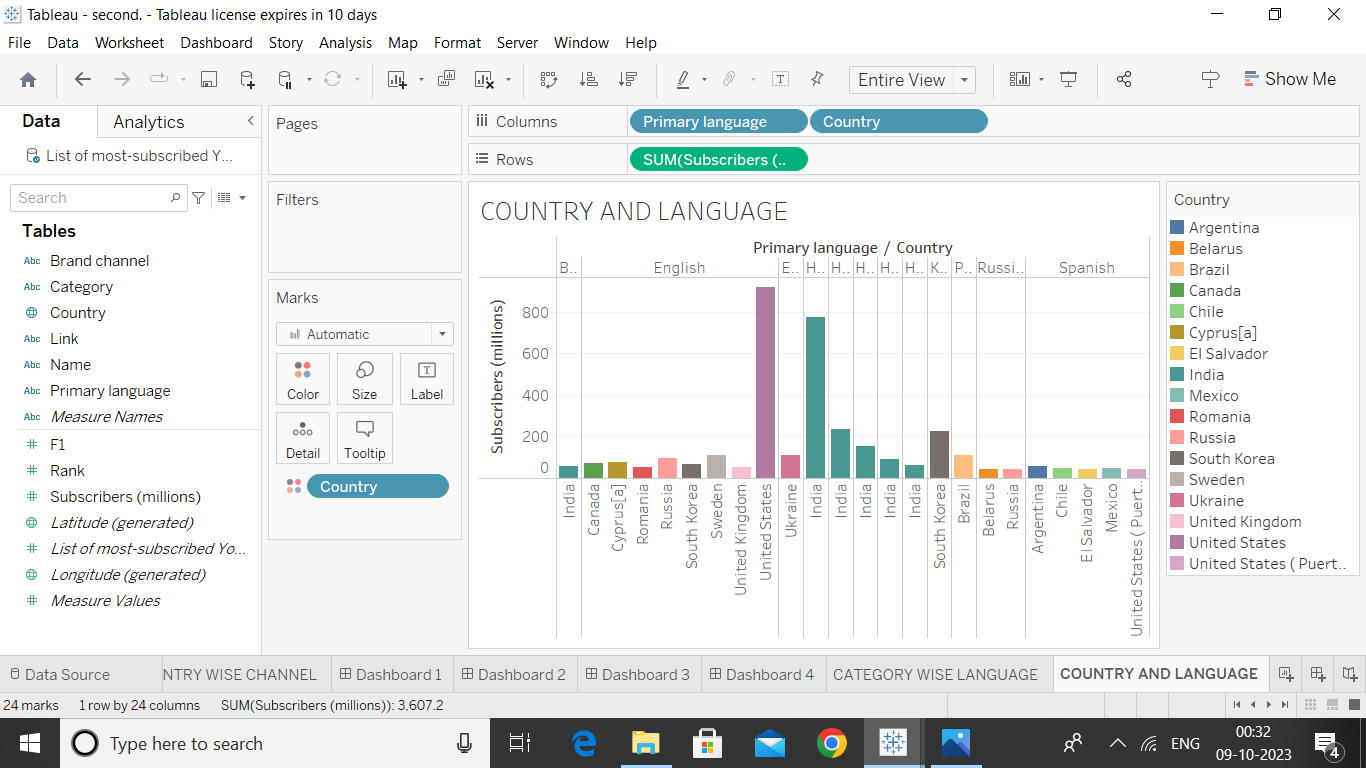 Tableau - second. - Tableau license expires in 10 days
File Data Worksheet Dashboard Story Analysis Map Format Server Window Help
Entire View
Show Me
Data
Analytics
List of most-subscribed Y...
Search
Tables
Abc Brand channel
Abc Category
Country
Abc Link
Abc Name
Abc Primary language
Abc Measure Names
# F1
# Rank
# Subscribers (millions)
Latitude (generated)
# List of most-subscribed Yo...
Longitude (generated)
# Measure Values
Pages
Filters
Marks
Automatic
Color
Size
Label
Detail
Tooltip
Country
Columns
Primary language
Country
Rows
SUM(Subscribers (..
COUNTRY AND LANGUAGE
Primary language / Country
B..
English
E..
H..
H..
H..
H..
H..
K..
P..
Russi..
Spanish
Subscribers (millions)
800
600
400
200
0
India
Canada
Cyprus[a]
Romania
Russia
South Korea
Sweden
United Kingdom
United States
Ukraine
India
India
India
India
India
South Korea
Brazil
Belarus
Russia
Argentina
Chile
El Salvador
Mexico
United States ( Puert..
Country
Argentina
Belarus
Brazil
Canada
Chile
Cyprus[a]
El Salvador
India
Mexico
Romania
Russia
South Korea
Sweden
Ukraine
United Kingdom
United States
United States ( Puert..
Data Source
NTRY WISE CHANNEL
Dashboard 1
Dashboard 2
Dashboard 3
Dashboard 4
CATEGORY WISE LANGUAGE
COUNTRY AND LANGUAGE
24 marks
1 row by 24 columns
SUM(Subscribers (millions)): 3,607.2
Type here to search
ENG
00:32
09-10-2023
4